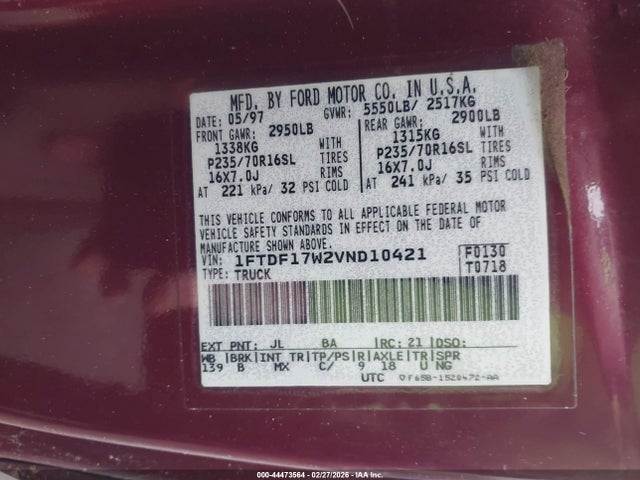 MFD. BY FORD MOTOR CO. IN U.S.A.
DATE: 05/97 GVWR: 5550LB/ 2517KG
FRONT GAWR: 2950LB REAR GAWR: 2900LB
1338KG WITH 1315KG WITH
P235/70R16SL TIRES P235/70R16SL TIRES
16X7.0J RIMS 16X7.0J RIMS
AT 221 kPa/ 32 PSI COLD AT 241 kPa/ 35 PSI COLD
THIS VEHICLE CONFORMS TO ALL APPLICABLE FEDERAL MOTOR
VEHICLE SAFETY STANDARDS IN EFFECT ON THE DATE OF
MANUFACTURE SHOWN ABOVE.
VIN: 1FTDF17W2VND10421 F0130
TYPE: TRUCK T0718
EXT PNT: JL BA RC: 21 DSO:
WB BRK INT TR TP/PS R AXLE TR SPR
139 B MX C/ 9 18 U NG
UTC F65B-1520472-AA
000-44473564 - 02/27/2026 - IAAI.COM